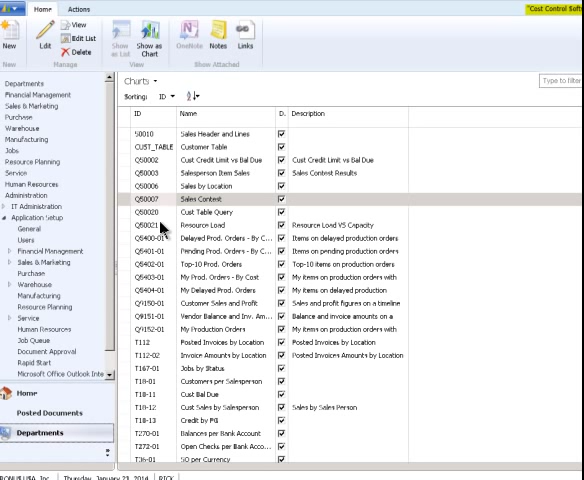 Home Actions "Cost Control Soft
New Edit View Edit List Delete Show as List Show as Chart OneNote Notes Links
New Manage View Show Attached
Departments
Financial Management
Sales & Marketing
Purchase
Warehouse
Manufacturing
Jobs
Resource Planning
Service
Human Resources
Administration
IT Administration
Application Setup
General
Users
Financial Management
Sales & Marketing
Purchase
Warehouse
Manufacturing
Resource Planning
Service
Human Resources
Job Queue
Document Approval
Rapid Start
Microsoft Office Outlook Inte
Home
Posted Documents
Departments
Charts Type to filter
Sorting: ID
ID Name D. Description
S0010 Sales Header and Lines
CUST_TABLE Customer Table
Q50002 Cust Credit Limit vs Bal Due Cust Credit Limit vs Bal Due
Q50003 Salesperson Item Sales Sales Contest Results
Q50006 Sales by Location
Q50007 Sales Contest
Q50020 Cust Table Query
Q50021 Resource Load Resource Load VS Capacity
Q5400-01 Delayed Prod. Orders - By C... Items on delayed production orders
Q5401-01 Pending Prod. Orders - By C... Items on pending production orders
Q5402-01 Top-10 Prod. Orders Top-10 items on production orders
Q5403-01 My Prod. Orders - By Cost My items on production orders with
Q5404-01 My Delayed Prod. Orders My items on delayed production
Q9150-01 Customer Sales and Profit Sales and profit figures on a timeline
Q9151-01 Vendor Balance and Inv. Am... Balance and invoice amounts on a
Q9152-01 My Production Orders My items on production orders with
T112 Posted Invoices by Location
T112-02 Invoice Amounts by Location Posted Invoices Amounts by Location
T167-01 Jobs by Status
T18-01 Customers per Salesperson
T18-11 Cust Bal Due
T18-12 Cust Sales by Salesperson Sales by Sales Person
T18-13 Credit by PG
T270-01 Balances per Bank Account
T272-01 Open Checks per Bank Acco...
T36-01 SO per Currency
BONUS USA, Inc. Thursday, January 23, 2014 RICK